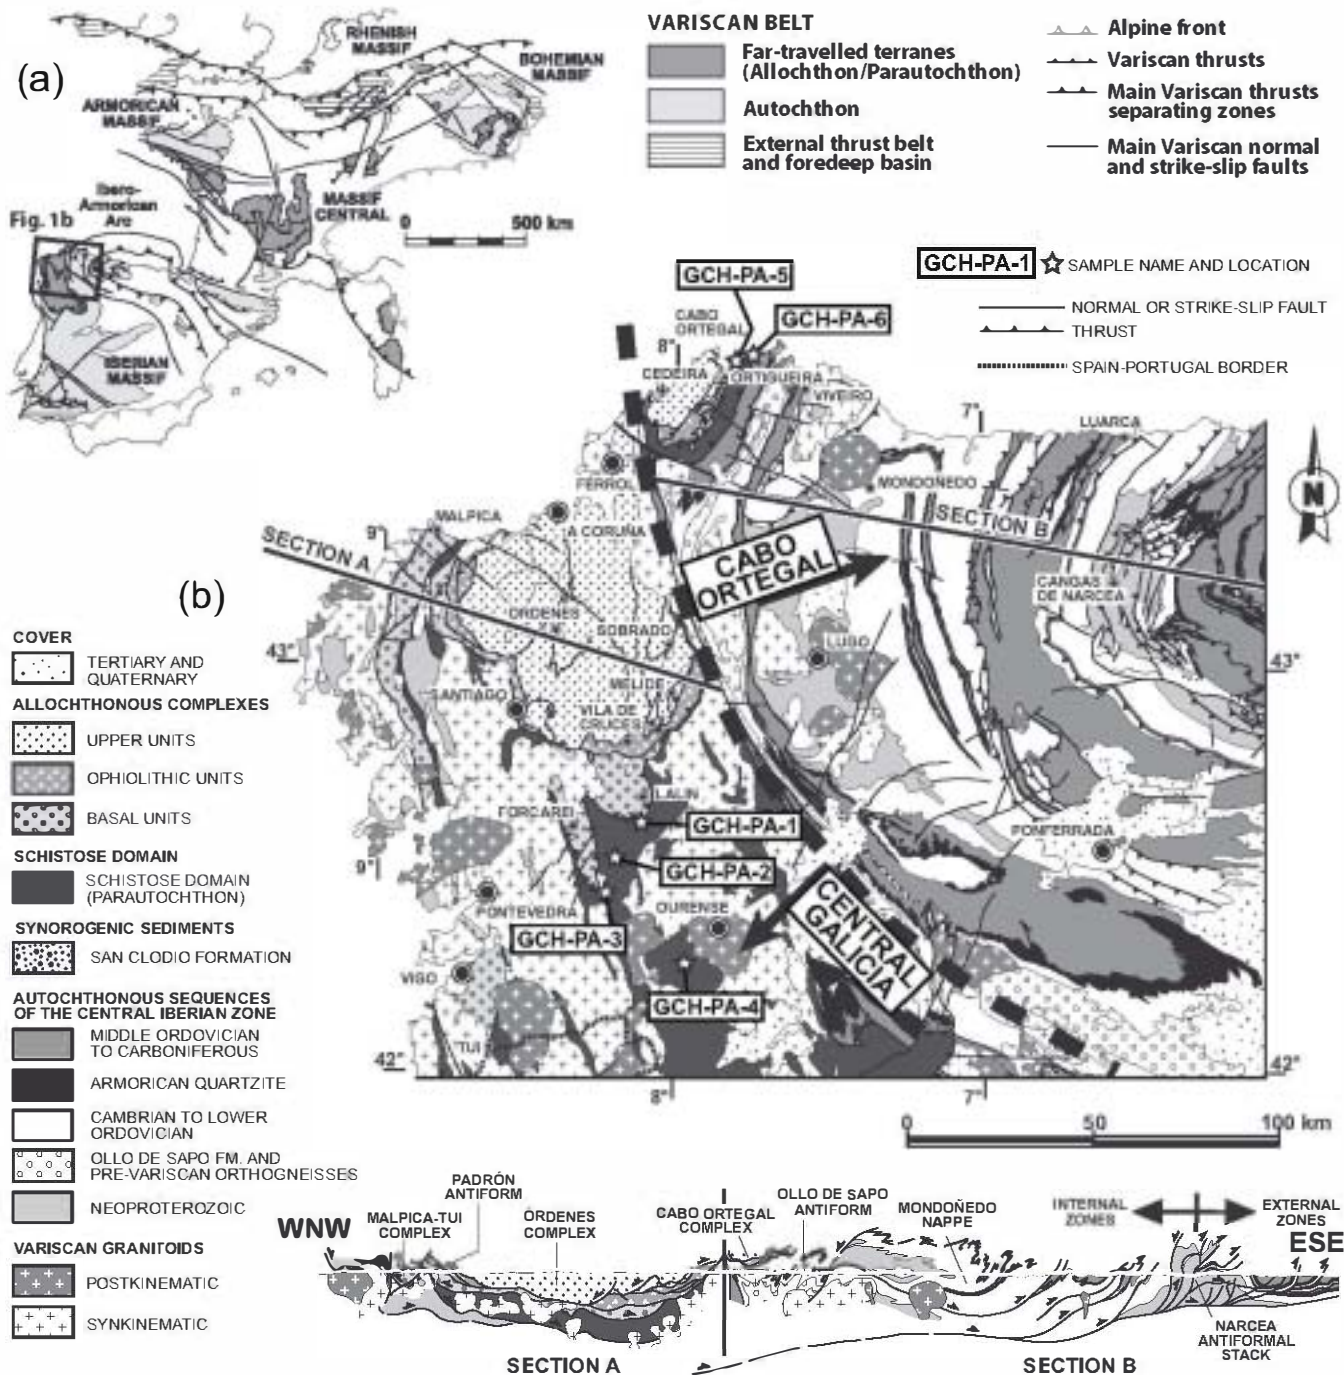 (a)
RHENISH
MASSIF
BOHEMIAN
MASSIF
ARMORICAN
MASSIF
Ibero-
Armorican
Arc
Fig. 1b
MASSIF
CENTRAL
0 500 km
IBERIAN
MASSIF
VARISCAN BELT
Far-travelled terranes
(Allochthon/Parautochthon)
Autochthon
External thrust belt
and foredeep basin
Alpine front
Variscan thrusts
Main Variscan thrusts
separating zones
Main Variscan normal
and strike-slip faults
GCH-PA-1 SAMPLE NAME AND LOCATION
NORMAL OR STRIKE-SLIP FAULT
THRUST
SPAIN-PORTUGAL BORDER
GCH-PA-5
GCH-PA-6
CABO
ORTEGAL
8°
CEDEIRA
ORTIGUEIRA
VIVEIRO
7°
LUARCA
N
FERROL
MONDOÑEDO
SECTION B
MALPICA
9°
A CORUÑA
SECTION A
CABO
ORTEGAL
CANGAS
DE NARCEA
ORDENES
SOBRADO
LUGO
43°
43°
SANTIAGO
MELIDE
VILA DE
CRUCES
LALIN
FORCAREI
GCH-PA-1
PONFERRADA
9°
GCH-PA-2
PONTEVEDRA
OURENSE
CENTRAL
GALICIA
GCH-PA-3
VIGO
GCH-PA-4
TUI
42°
42°
8°
7°
0 50 100 km
(b)
COVER
TERTIARY AND
QUATERNARY
ALLOCHTHONOUS COMPLEXES
UPPER UNITS
OPHIOLITHIC UNITS
BASAL UNITS
SCHISTOSE DOMAIN
SCHISTOSE DOMAIN
(PARAUTOCHTHON)
SYNOROGENIC SEDIMENTS
SAN CLODIO FORMATION
AUTOCHTHONOUS SEQUENCES
OF THE CENTRAL IBERIAN ZONE
MIDDLE ORDOVICIAN
TO CARBONIFEROUS
ARMORICAN QUARTZITE
CAMBRIAN TO LOWER
ORDOVICIAN
OLLO DE SAPO FM. AND
PRE-VARISCAN ORTHOGNEISSES
NEOPROTEROZOIC
VARISCAN GRANITOIDS
POSTKINEMATIC
SYNKINEMATIC
WNW
MALPICA-TUI
COMPLEX
PADRÓN
ANTIFORM
ÓRDENES
COMPLEX
CABO ORTEGAL
COMPLEX
OLLO DE SAPO
ANTIFORM
MONDOÑEDO
NAPPE
INTERNAL
ZONES
EXTERNAL
ZONES
ESE
NARCEA
ANTIFORMAL
STACK
SECTION A
SECTION B